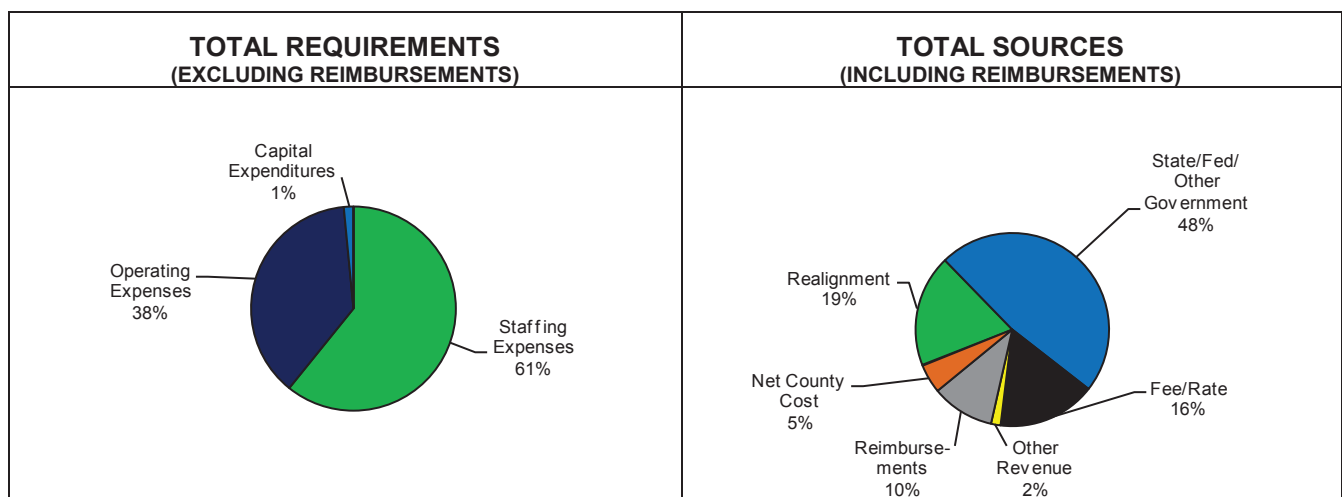 TOTAL REQUIREMENTS
(EXCLUDING REIMBURSEMENTS)
Capital
Expenditures
1%
Operating
Expenses
38%
Staffing
Expenses
61%
TOTAL SOURCES
(INCLUDING REIMBURSEMENTS)
State/Fed/
Other
Government
48%
Realignment
19%
Net County
Cost
5%
Reimburse-
ments
10%
Other
Revenue
2%
Fee/Rate
16%